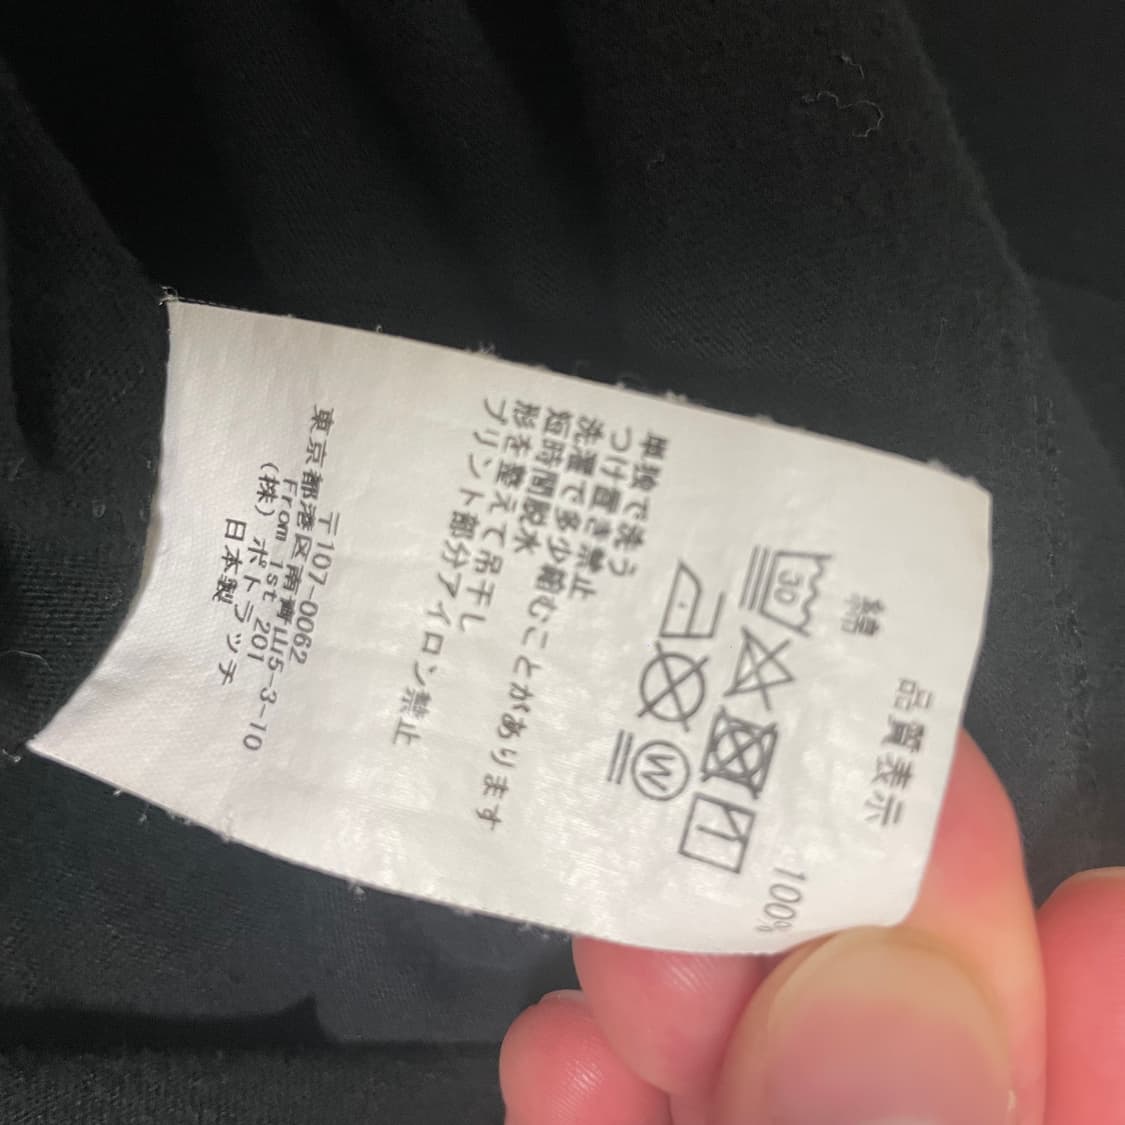 品質表示
綿 100%
30
W
単独で洗う
つけ置き禁止
洗濯で多少縮むことがあります
短時間脱水
形を整えて吊干し
プリント部分アイロン禁止
〒107-0062
東京都港区南青山5-3-10
From 1st 201
(株)ポトラッチ
日本製